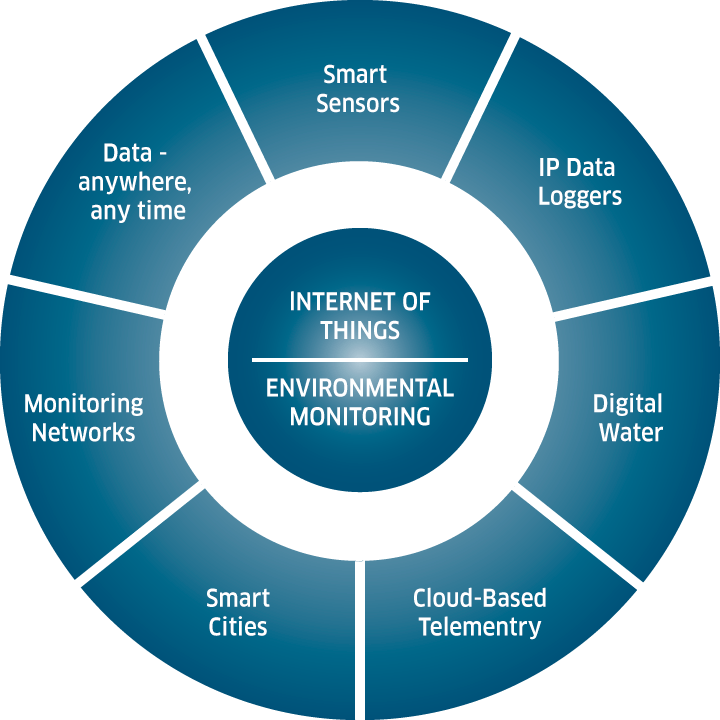 Smart
Sensors
IP Data
Loggers
Digital
Water
Cloud-Based
Telementry
Smart
Cities
Monitoring
Networks
Data -
anywhere,
any time
INTERNET OF
THINGS
ENVIRONMENTAL
MONITORING